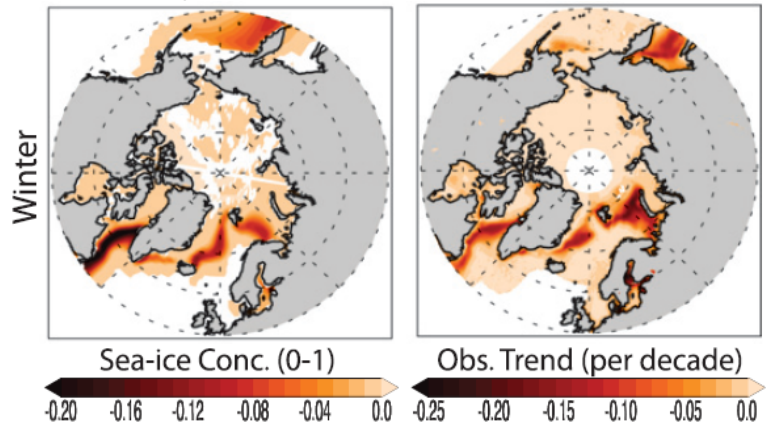 Winter
Sea-ice Conc. (0-1)
Obs. Trend (per decade)
-0.20 -0.16 -0.12 -0.08 -0.04 0.0
-0.25 -0.20 -0.15 -0.10 -0.05 0.0